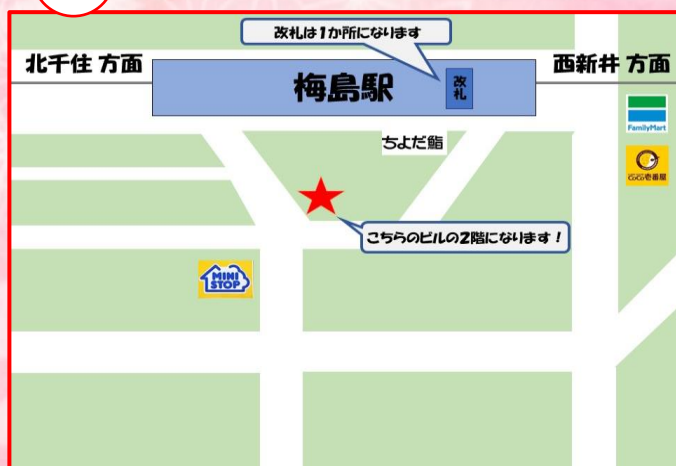 改札は1か所になります
北千住 方面
梅島駅
改札
西新井 方面
FamilyMart
ちよだ鮨
CoCo壱番屋
こちらのビルの2階になります！
MINI
STOP